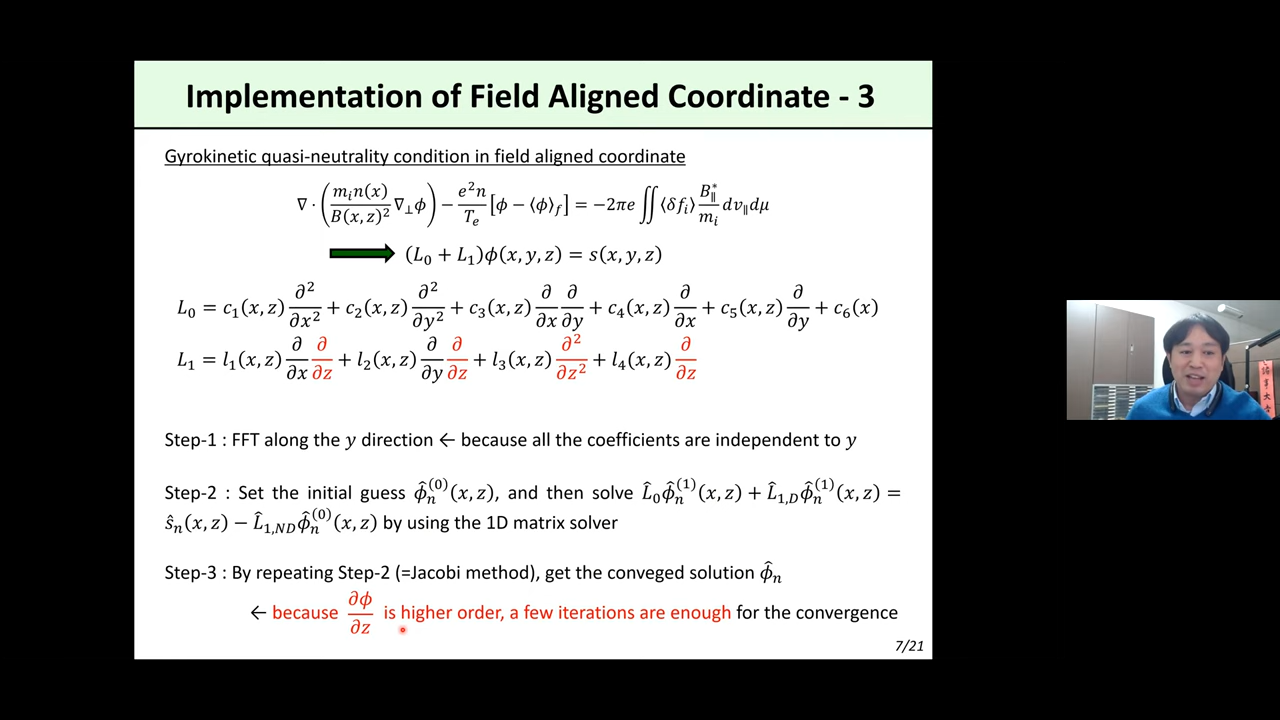 Implementation of Field Aligned Coordinate - 3
Gyrokinetic quasi-neutrality condition in field aligned coordinate
∇ · (m_i n(x) / B(x, z)^2 ∇_⊥ϕ) − e^2 n / T_e [ϕ − ⟨ϕ⟩_f] = −2πe ∬⟨δf_i⟩ B_∥^* / m_i dv_∥dμ
(L_0 + L_1)ϕ(x, y, z) = s(x, y, z)
L_0 = c_1(x, z) ∂^2/∂x^2 + c_2(x, z) ∂^2/∂y^2 + c_3(x, z) ∂/∂x ∂/∂y + c_4(x, z) ∂/∂x + c_5(x, z) ∂/∂y + c_6(x)
L_1 = l_1(x, z) ∂/∂x ∂/∂z + l_2(x, z) ∂/∂y ∂/∂z + l_3(x, z) ∂^2/∂z^2 + l_4(x, z) ∂/∂z
Step-1 : FFT along the y direction ← because all the coefficients are independent to y
Step-2 : Set the initial guess ϕ̂_n^(0)(x, z), and then solve L̂_0ϕ̂_n^(1)(x, z) + L̂_{1,D}ϕ̂_n^(1)(x, z) =
ŝ_n(x, z) − L̂_{1,ND}ϕ̂_n^(0)(x, z) by using the 1D matrix solver
Step-3 : By repeating Step-2 (=Jacobi method), get the conveged solution ϕ̂_n
← because ∂ϕ/∂z is higher order, a few iterations are enough for the convergence
7/21